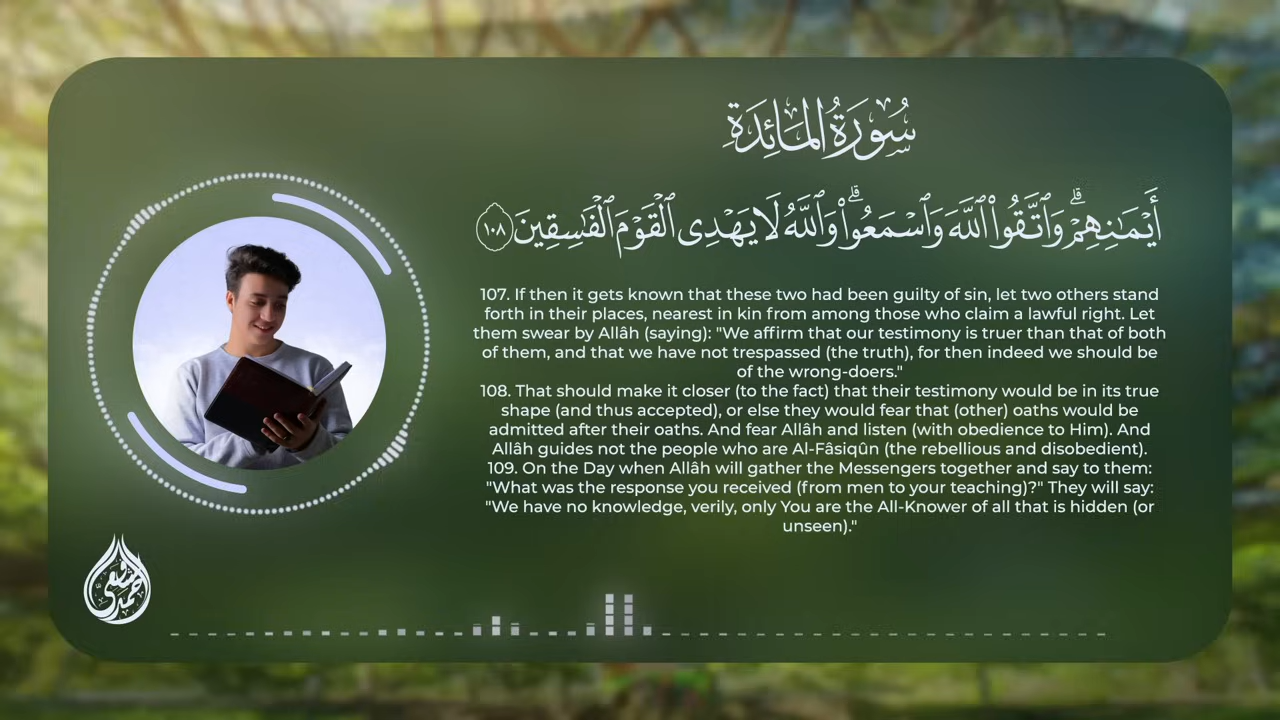 سُورَةُ المَائِدَةِ
أَيْمَٰنِهِمْ ۗ وَٱتَّقُوا۟ ٱللَّهَ وَٱسْمَعُوا۟ ۗ وَٱللَّهُ لَا يَهْدِى ٱلْقَوْمَ ٱلْفَٰسِقِينَ ١٠٨
107. If then it gets known that these two had been guilty of sin, let two others stand
forth in their places, nearest in kin from among those who claim a lawful right. Let
them swear by Allâh (saying): "We affirm that our testimony is truer than that of both
of them, and that we have not trespassed (the truth), for then indeed we should be
of the wrong-doers."
108. That should make it closer (to the fact) that their testimony would be in its true
shape (and thus accepted), or else they would fear that (other) oaths would be
admitted after their oaths. And fear Allâh and listen (with obedience to Him). And
Allâh guides not the people who are Al-Fâsiqûn (the rebellious and disobedient).
109. On the Day when Allâh will gather the Messengers together and say to them:
"What was the response you received (from men to your teaching)?" They will say:
"We have no knowledge, verily, only You are the All-Knower of all that is hidden (or
unseen)."